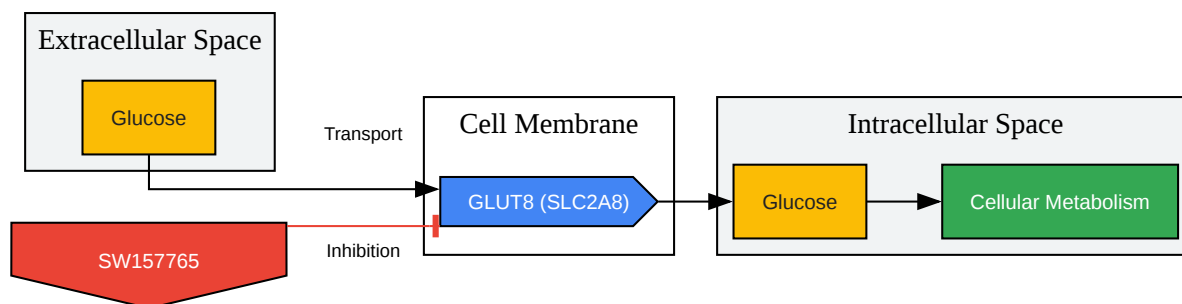 Extracellular Space
Glucose
Transport
Cell Membrane
GLUT8 (SLC2A8)
Intracellular Space
Glucose
Cellular Metabolism
SW157765
Inhibition